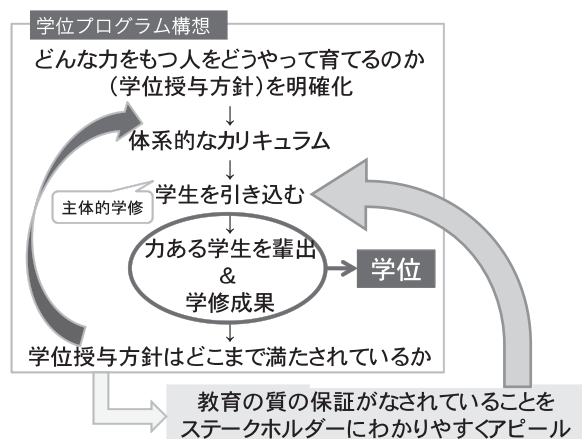 学位プログラム構想
どんな力をもつ人をどうやって育てるのか
（学位授与方針）を明確化
↓
体系的なカリキュラム
↓
学生を引き込む
主体的学修
↓
力ある学生を輩出
&
学修成果
学位
↓
学位授与方針はどこまで満たされているか
教育の質の保証がなされていることを
ステークホルダーにわかりやすくアピール